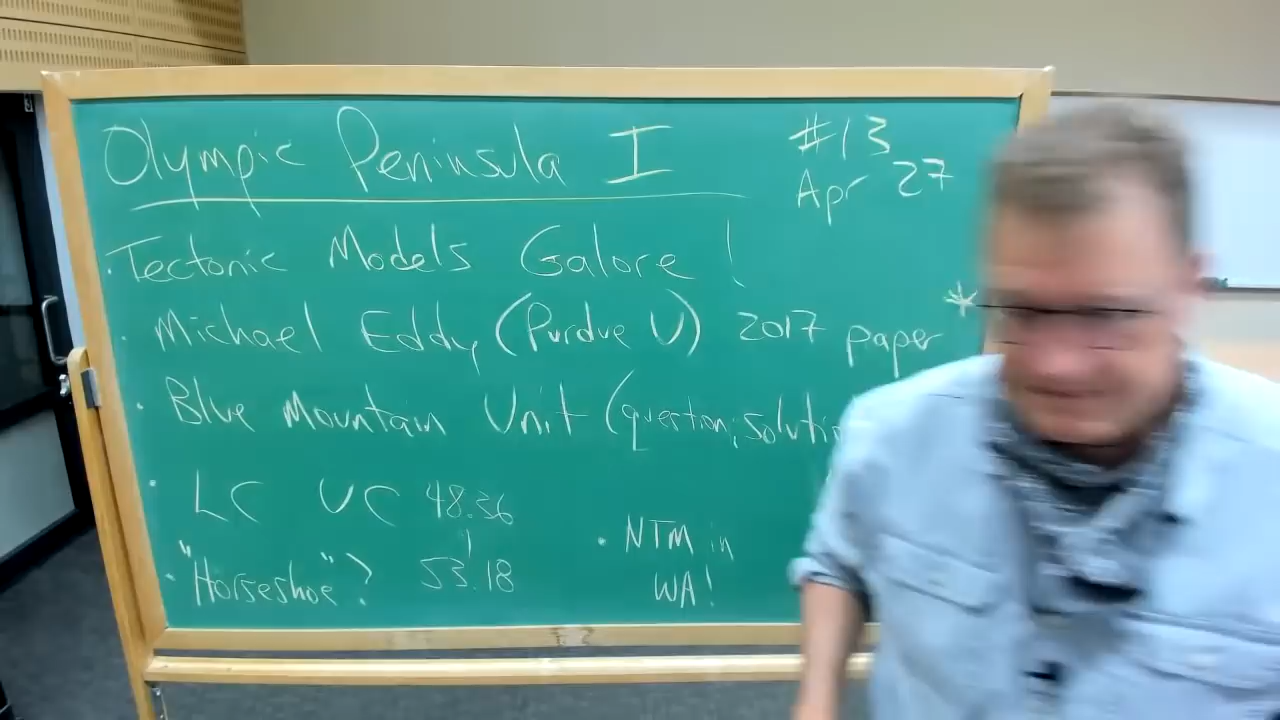 Olympic Peninsula I
#13
Apr 27
· Tectonic Models Galore!
· Michael Eddy (Purdue U) 2017 paper *
· Blue Mountain Unit (question, solutio
· LC UC 48.36
53.18
· "Horseshoe"?
· NTM in
WA!